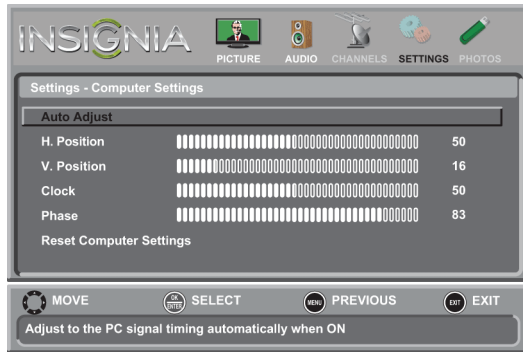 INSIGNIA
PICTURE AUDIO CHANNELS SETTINGS PHOTOS
Settings - Computer Settings
Auto Adjust
H. Position 50
V. Position 16
Clock 50
Phase 83
Reset Computer Settings
MOVE OK ENTER SELECT MENU PREVIOUS EXIT EXIT
Adjust to the PC signal timing automatically when ON